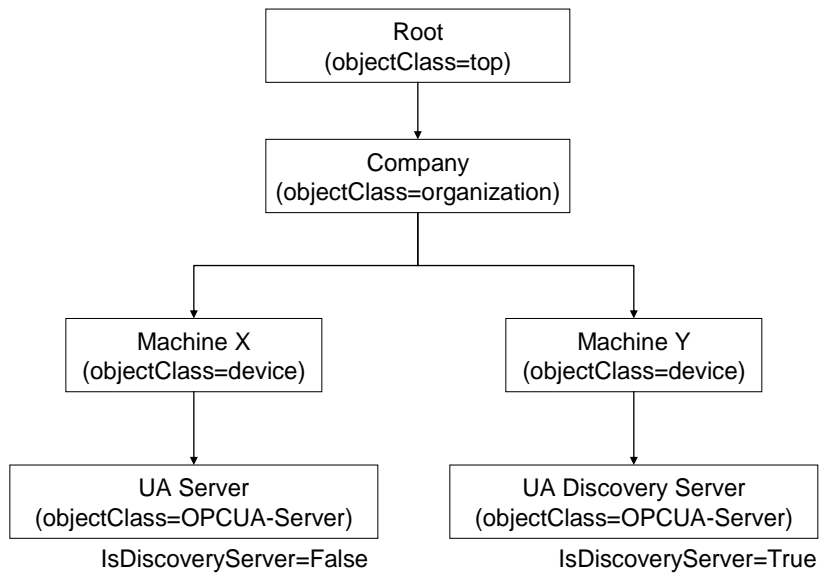 Root
(objectClass=top)
Company
(objectClass=organization)
Machine X
(objectClass=device)
Machine Y
(objectClass=device)
UA Server
(objectClass=OPCUA-Server)
UA Discovery Server
(objectClass=OPCUA-Server)
IsDiscoveryServer=False
IsDiscoveryServer=True